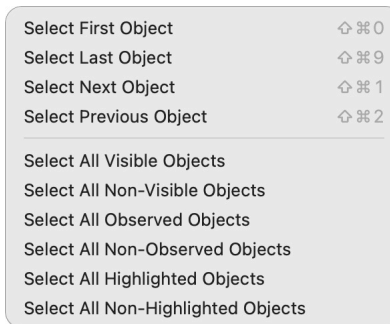 Select First Object ⇧⌘0
Select Last Object ⇧⌘9
Select Next Object ⇧⌘1
Select Previous Object ⇧⌘2
Select All Visible Objects
Select All Non-Visible Objects
Select All Observed Objects
Select All Non-Observed Objects
Select All Highlighted Objects
Select All Non-Highlighted Objects